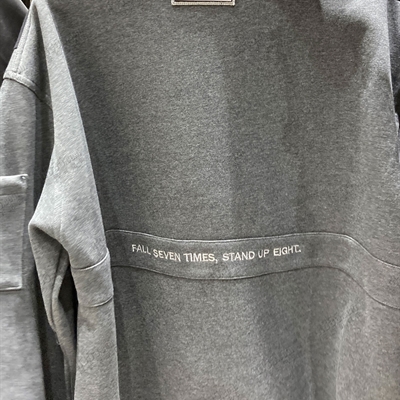 FALL SEVEN TIMES, STAND UP EIGHT.